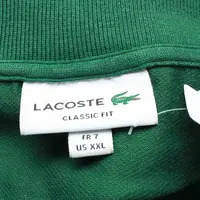 LACOSTE
CLASSIC FIT
FR 7
US XXL